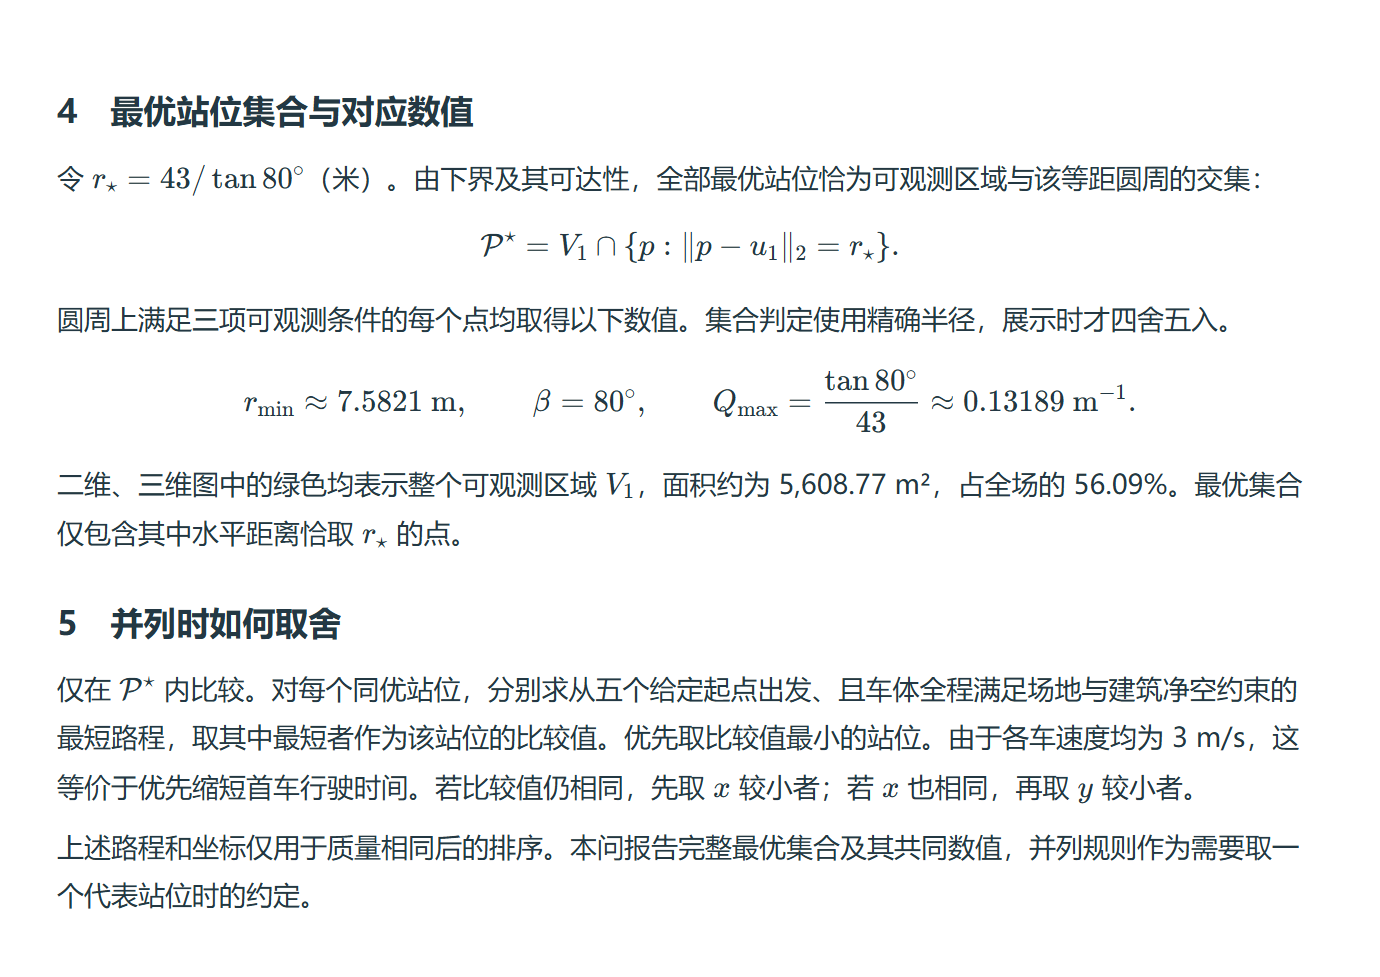 4 最优站位集合与对应数值
令 r⋆ = 43/ tan 80°（米）。由下界及其可达性，全部最优站位恰为可观测区域与该等距圆周的交集：
𝒫⋆ = V₁ ∩ {p : ‖p − u₁‖₂ = r⋆}.
圆周上满足三项可观测条件的每个点均取得以下数值。集合判定使用精确半径，展示时才四舍五入。
r_min ≈ 7.5821 m, β = 80°, Q_max = tan 80° / 43 ≈ 0.13189 m⁻¹.
二维、三维图中的绿色均表示整个可观测区域 V₁，面积约为 5,608.77 m²，占全场的 56.09%。最优集合
仅包含其中水平距离恰取 r⋆ 的点。
5 并列时如何取舍
仅在 𝒫⋆ 内比较。对每个同优站位，分别求从五个给定起点出发、且车体全程满足场地与建筑净空约束的
最短路程，取其中最短者作为该站位的比较值。优先取比较值最小的站位。由于各车速度均为 3 m/s，这
等价于优先缩短首车行驶时间。若比较值仍相同，先取 x 较小者；若 x 也相同，再取 y 较小者。
上述路程和坐标仅用于质量相同后的排序。本问报告完整最优集合及其共同数值，并列规则作为需要取一
个代表站位时的约定。